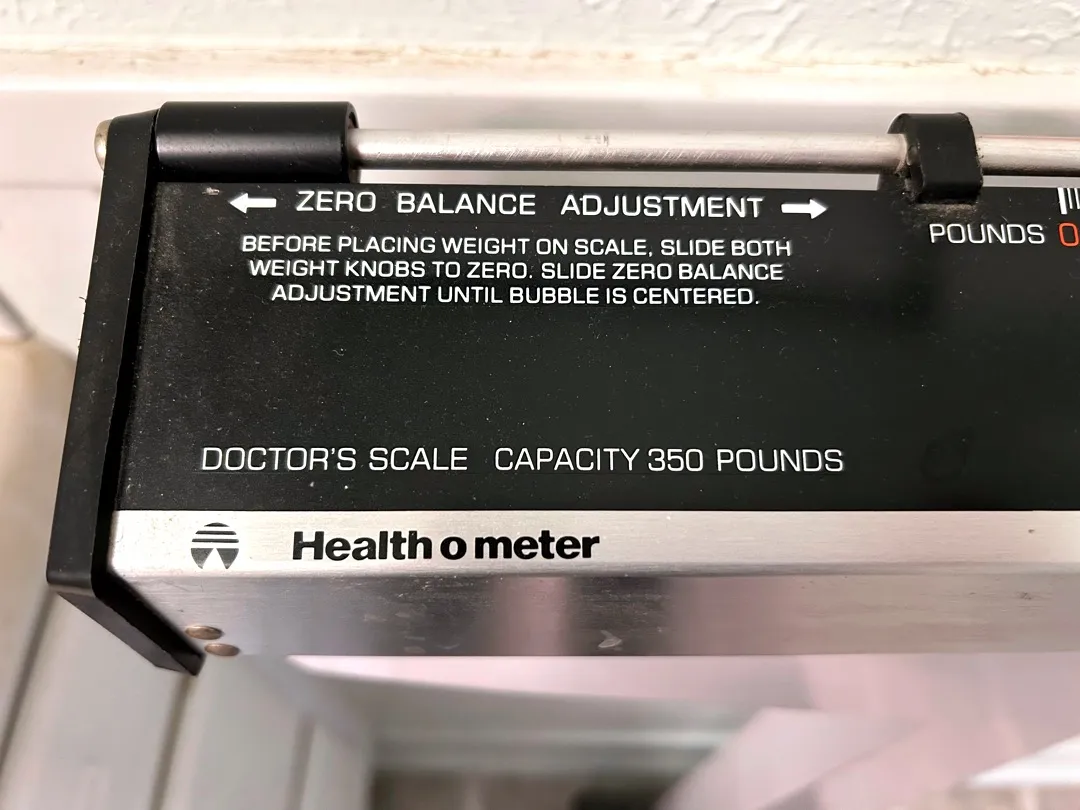 ZERO BALANCE ADJUSTMENT
BEFORE PLACING WEIGHT ON SCALE, SLIDE BOTH
WEIGHT KNOBS TO ZERO. SLIDE ZERO BALANCE
ADJUSTMENT UNTIL BUBBLE IS CENTERED.
POUNDS 0
DOCTOR'S SCALE CAPACITY 350 POUNDS
Health o meter